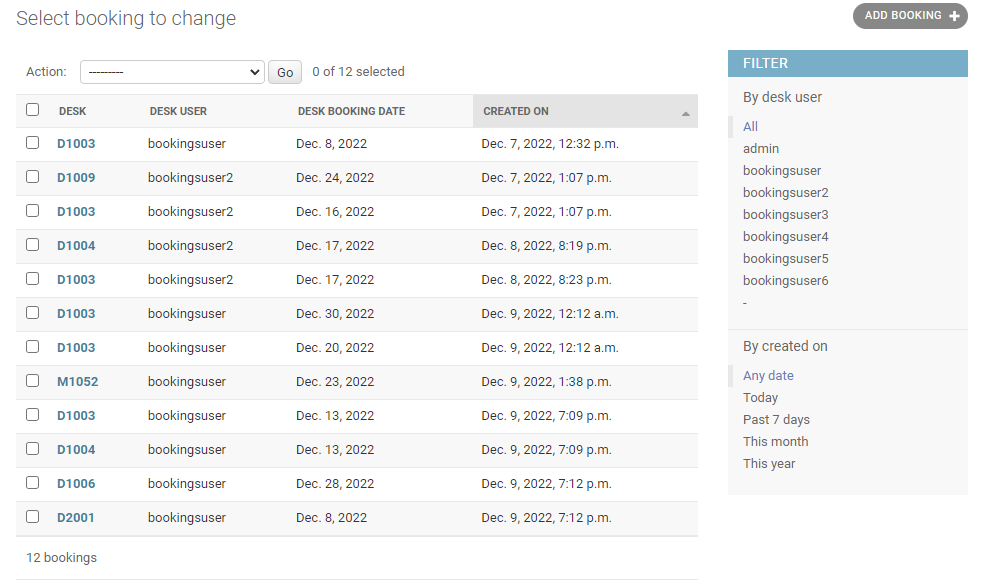 Select booking to change
ADD BOOKING +
Action: --------- Go 0 of 12 selected
DESK DESK USER DESK BOOKING DATE CREATED ON
D1003 bookingsuser Dec. 8, 2022 Dec. 7, 2022, 12:32 p.m.
D1009 bookingsuser2 Dec. 24, 2022 Dec. 7, 2022, 1:07 p.m.
D1003 bookingsuser2 Dec. 16, 2022 Dec. 7, 2022, 1:07 p.m.
D1004 bookingsuser2 Dec. 17, 2022 Dec. 8, 2022, 8:19 p.m.
D1003 bookingsuser2 Dec. 17, 2022 Dec. 8, 2022, 8:23 p.m.
D1003 bookingsuser Dec. 30, 2022 Dec. 9, 2022, 12:12 a.m.
D1003 bookingsuser Dec. 20, 2022 Dec. 9, 2022, 12:12 a.m.
M1052 bookingsuser Dec. 23, 2022 Dec. 9, 2022, 1:38 p.m.
D1003 bookingsuser Dec. 13, 2022 Dec. 9, 2022, 7:09 p.m.
D1004 bookingsuser Dec. 13, 2022 Dec. 9, 2022, 7:09 p.m.
D1006 bookingsuser Dec. 28, 2022 Dec. 9, 2022, 7:12 p.m.
D2001 bookingsuser Dec. 8, 2022 Dec. 9, 2022, 7:12 p.m.
12 bookings
FILTER
By desk user
All
admin
bookingsuser
bookingsuser2
bookingsuser3
bookingsuser4
bookingsuser5
bookingsuser6
-
By created on
Any date
Today
Past 7 days
This month
This year